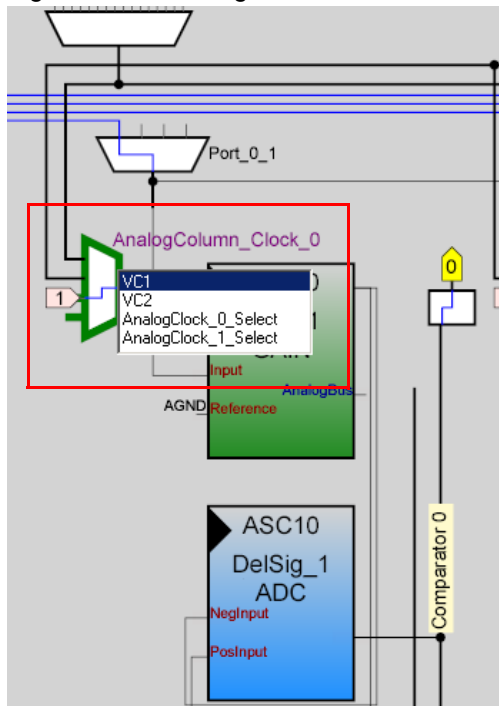 Port_0_1
AnalogColumn_Clock_0
0
1
VC1
VC2
AnalogClock_0_Select
AnalogClock_1_Select
Input
AnalogBus
AGND
Reference
ASC10
DelSig_1
ADC
NegInput
PosInput
Comparator 0